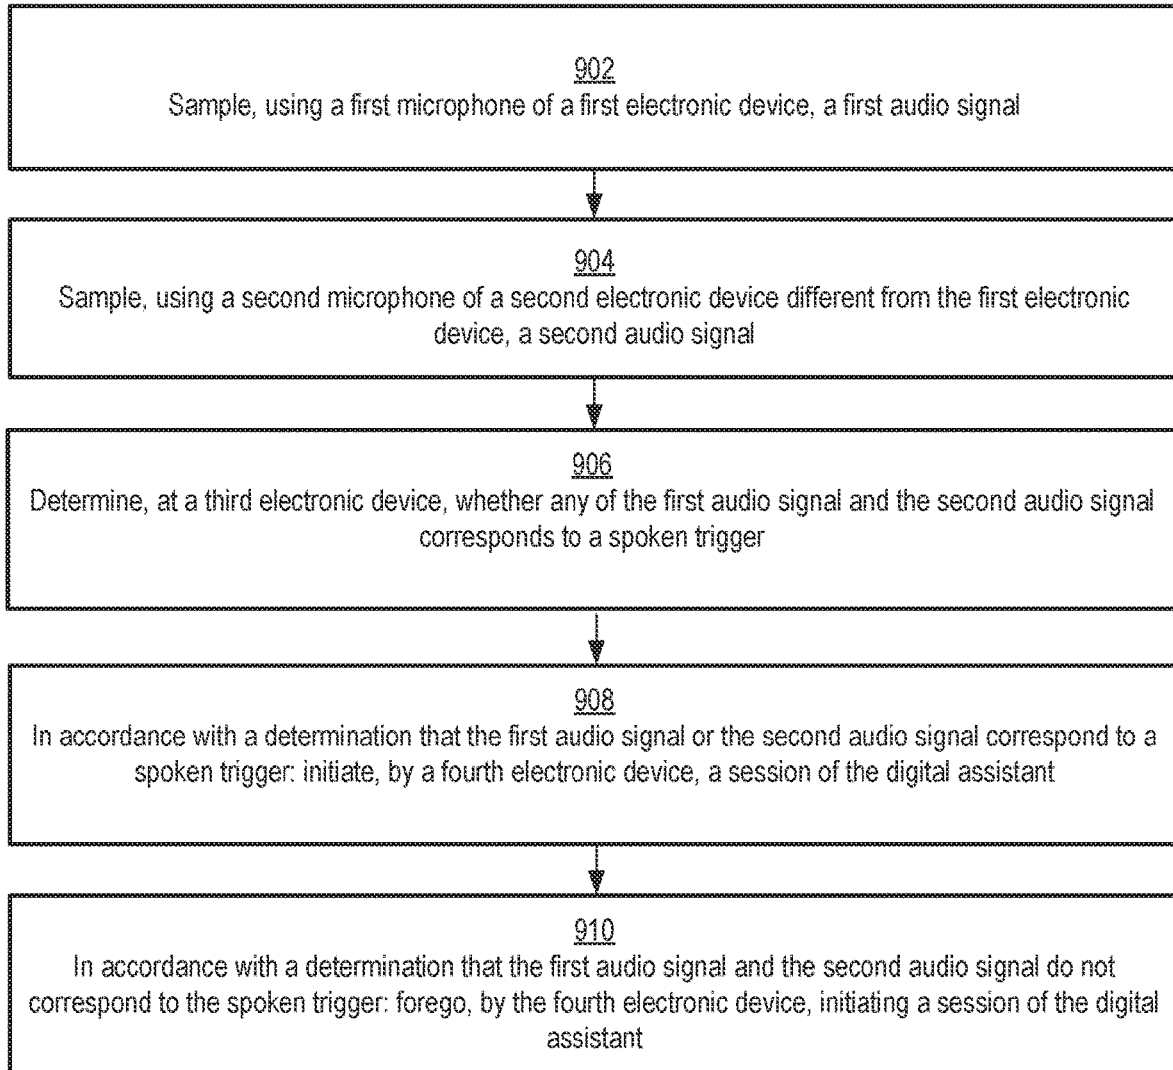 902
Sample, using a first microphone of a first electronic device, a first audio signal
904
Sample, using a second microphone of a second electronic device different from the first electronic
device, a second audio signal
906
Determine, at a third electronic device, whether any of the first audio signal and the second audio signal
corresponds to a spoken trigger
908
In accordance with a determination that the first audio signal or the second audio signal correspond to a
spoken trigger: initiate, by a fourth electronic device, a session of the digital assistant
910
In accordance with a determination that the first audio signal and the second audio signal do not
correspond to the spoken trigger: forego, by the fourth electronic device, initiating a session of the digital
assistant